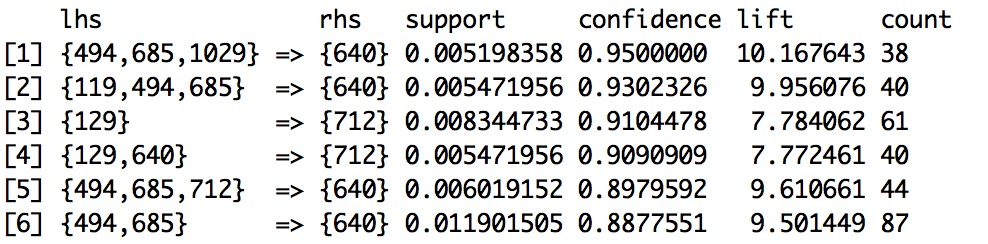 lhs rhs support confidence lift count
[1] {494,685,1029} => {640} 0.005198358 0.9500000 10.167643 38
[2] {119,494,685} => {640} 0.005471956 0.9302326 9.956076 40
[3] {129} => {712} 0.008344733 0.9104478 7.784062 61
[4] {129,640} => {712} 0.005471956 0.9090909 7.772461 40
[5] {494,685,712} => {640} 0.006019152 0.8979592 9.610661 44
[6] {494,685} => {640} 0.011901505 0.8877551 9.501449 87